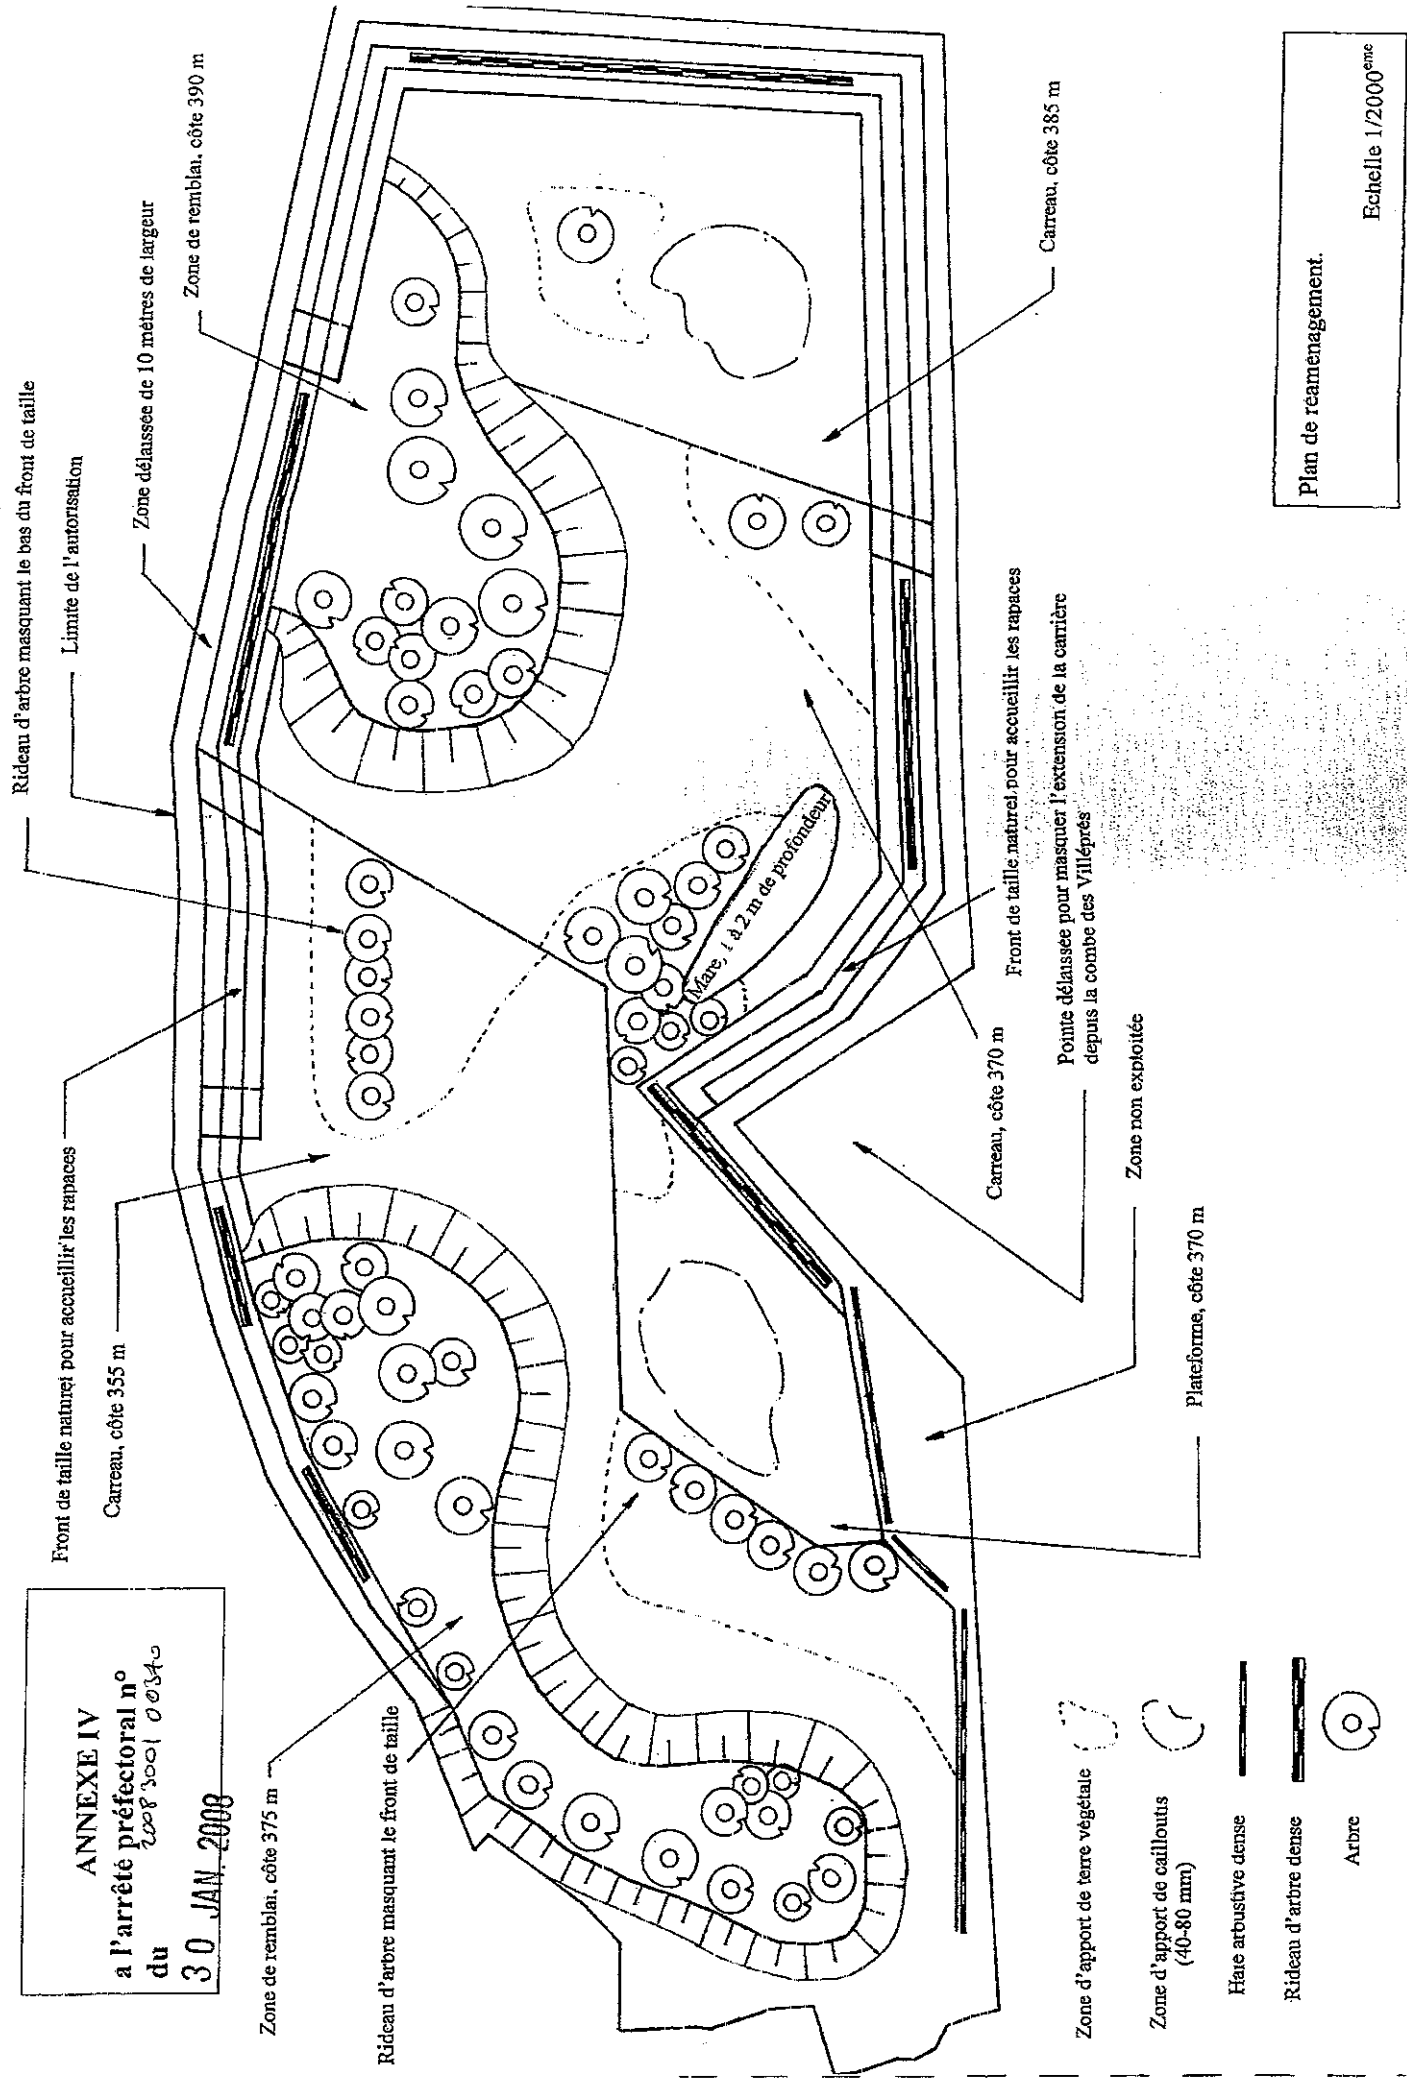 ANNEXE IV
a l'arrêté préfectoral n°
2008 3001 00340
du
30 JAN. 2008
Front de taille naturel pour accueillir les rapaces
Carreau, côte 355 m
Rideau d'arbre masquant le bas du front de taille
Limite de l'autorisation
Zone délaissée de 10 mètres de largeur
Zone de remblai, côte 390 m
Zone de remblai, côte 375 m
Rideau d'arbre masquant le front de taille
Mare, 1 à 2 m de profondeur
Carreau, côte 385 m
Front de taille naturel pour accueillir les rapaces
Carreau, côte 370 m
Pointe délaissée pour masquer l'extension de la carrière
depuis la combe des Villéprés
Zone non exploitée
Plateforme, côte 370 m
Zone d'apport de terre végétale
Zone d'apport de cailloutis
(40-80 mm)
Haie arbustive dense
Rideau d'arbre dense
Arbre
Plan de réaménagement.
Echelle 1/2000eme